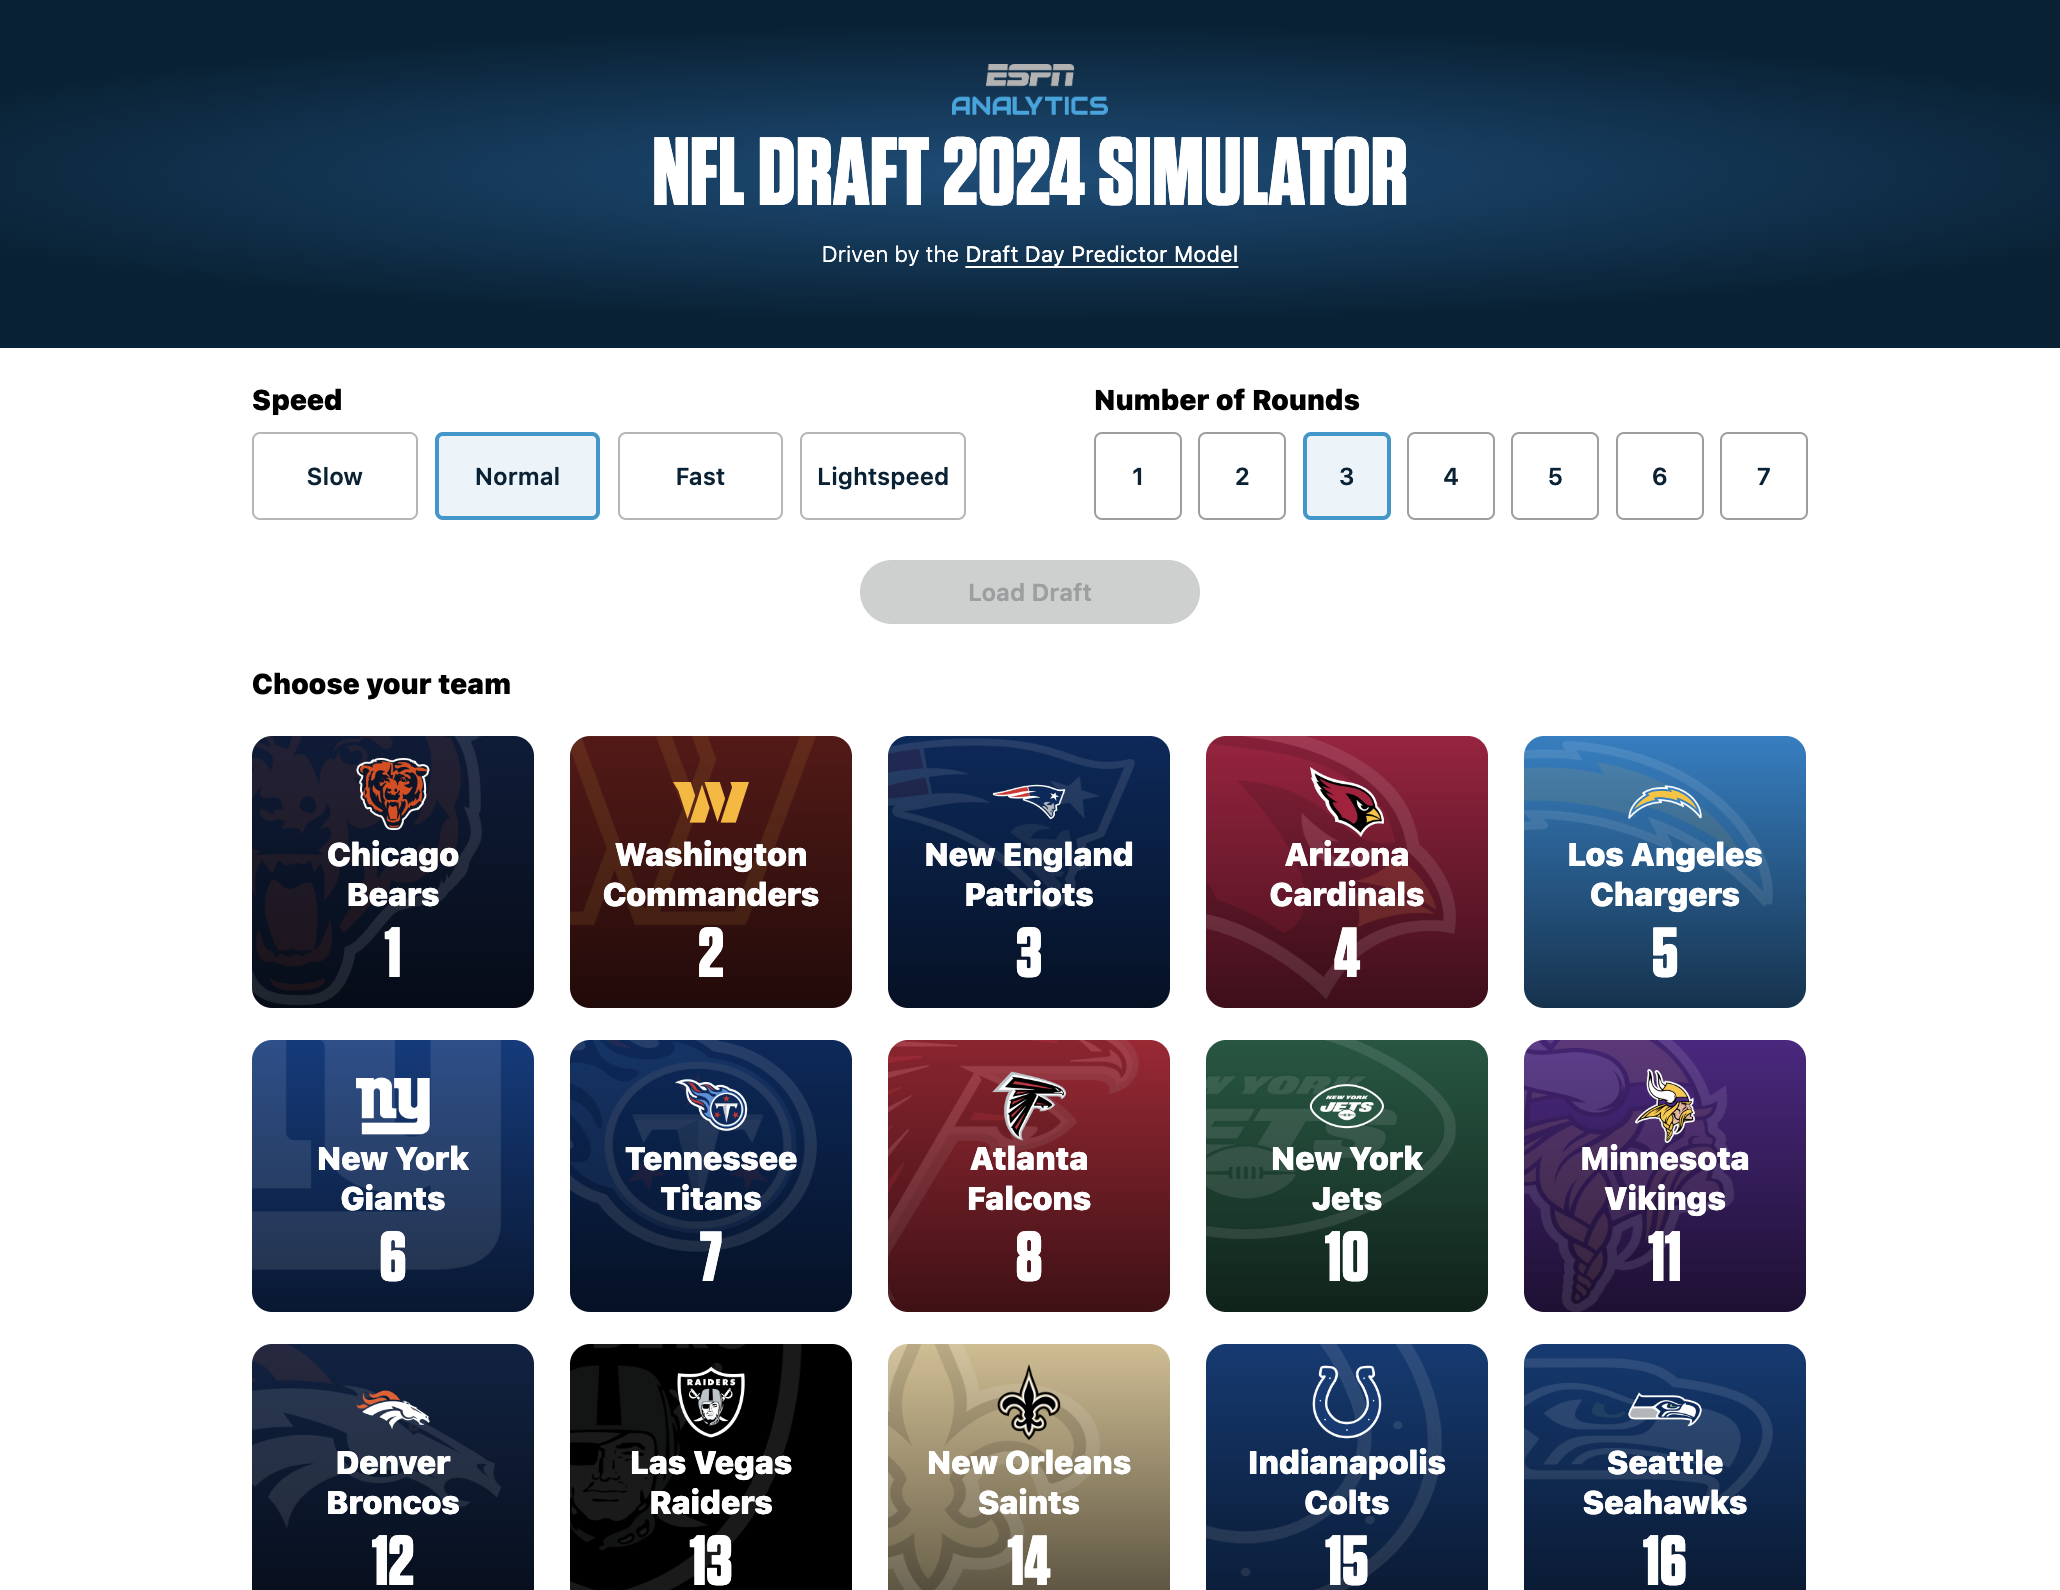 ESPN
ANALYTICS
NFL DRAFT 2024 SIMULATOR
Driven by the Draft Day Predictor Model
Speed
Slow Normal Fast Lightspeed
Number of Rounds
1 2 3 4 5 6 7
Load Draft
Choose your team
Chicago
Bears
1
Washington
Commanders
2
New England
Patriots
3
Arizona
Cardinals
4
Los Angeles
Chargers
5
ny
New York
Giants
6
T
Tennessee
Titans
7
Atlanta
Falcons
8
NEW YORK
JETS
New York
Jets
10
Minnesota
Vikings
11
Denver
Broncos
12
RAIDERS
Las Vegas
Raiders
13
New Orleans
Saints
14
Indianapolis
Colts
15
Seattle
Seahawks
16